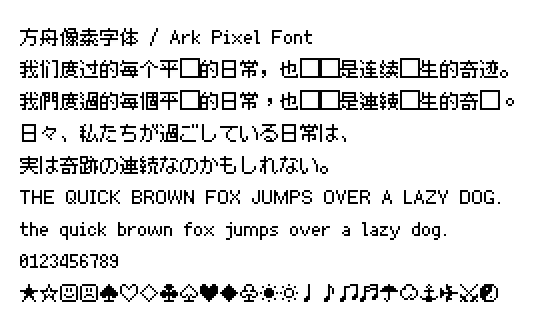 方舟像素字体 / Ark Pixel Font
我们度过的每个平□的日常，也□□是连续□生的奇迹。
我們度過的每個平□的日常，也□□是連續□生的奇□。
日々、私たちが過ごしている日常は、
実は奇跡の連続なのかもしれない。
THE QUICK BROWN FOX JUMPS OVER A LAZY DOG.
the quick brown fox jumps over a lazy dog.
0123456789
★☆☺☹♠♡♢♣♤♥♦♧☀☼♩♪♫♬☂☁⚓✈⚔☯